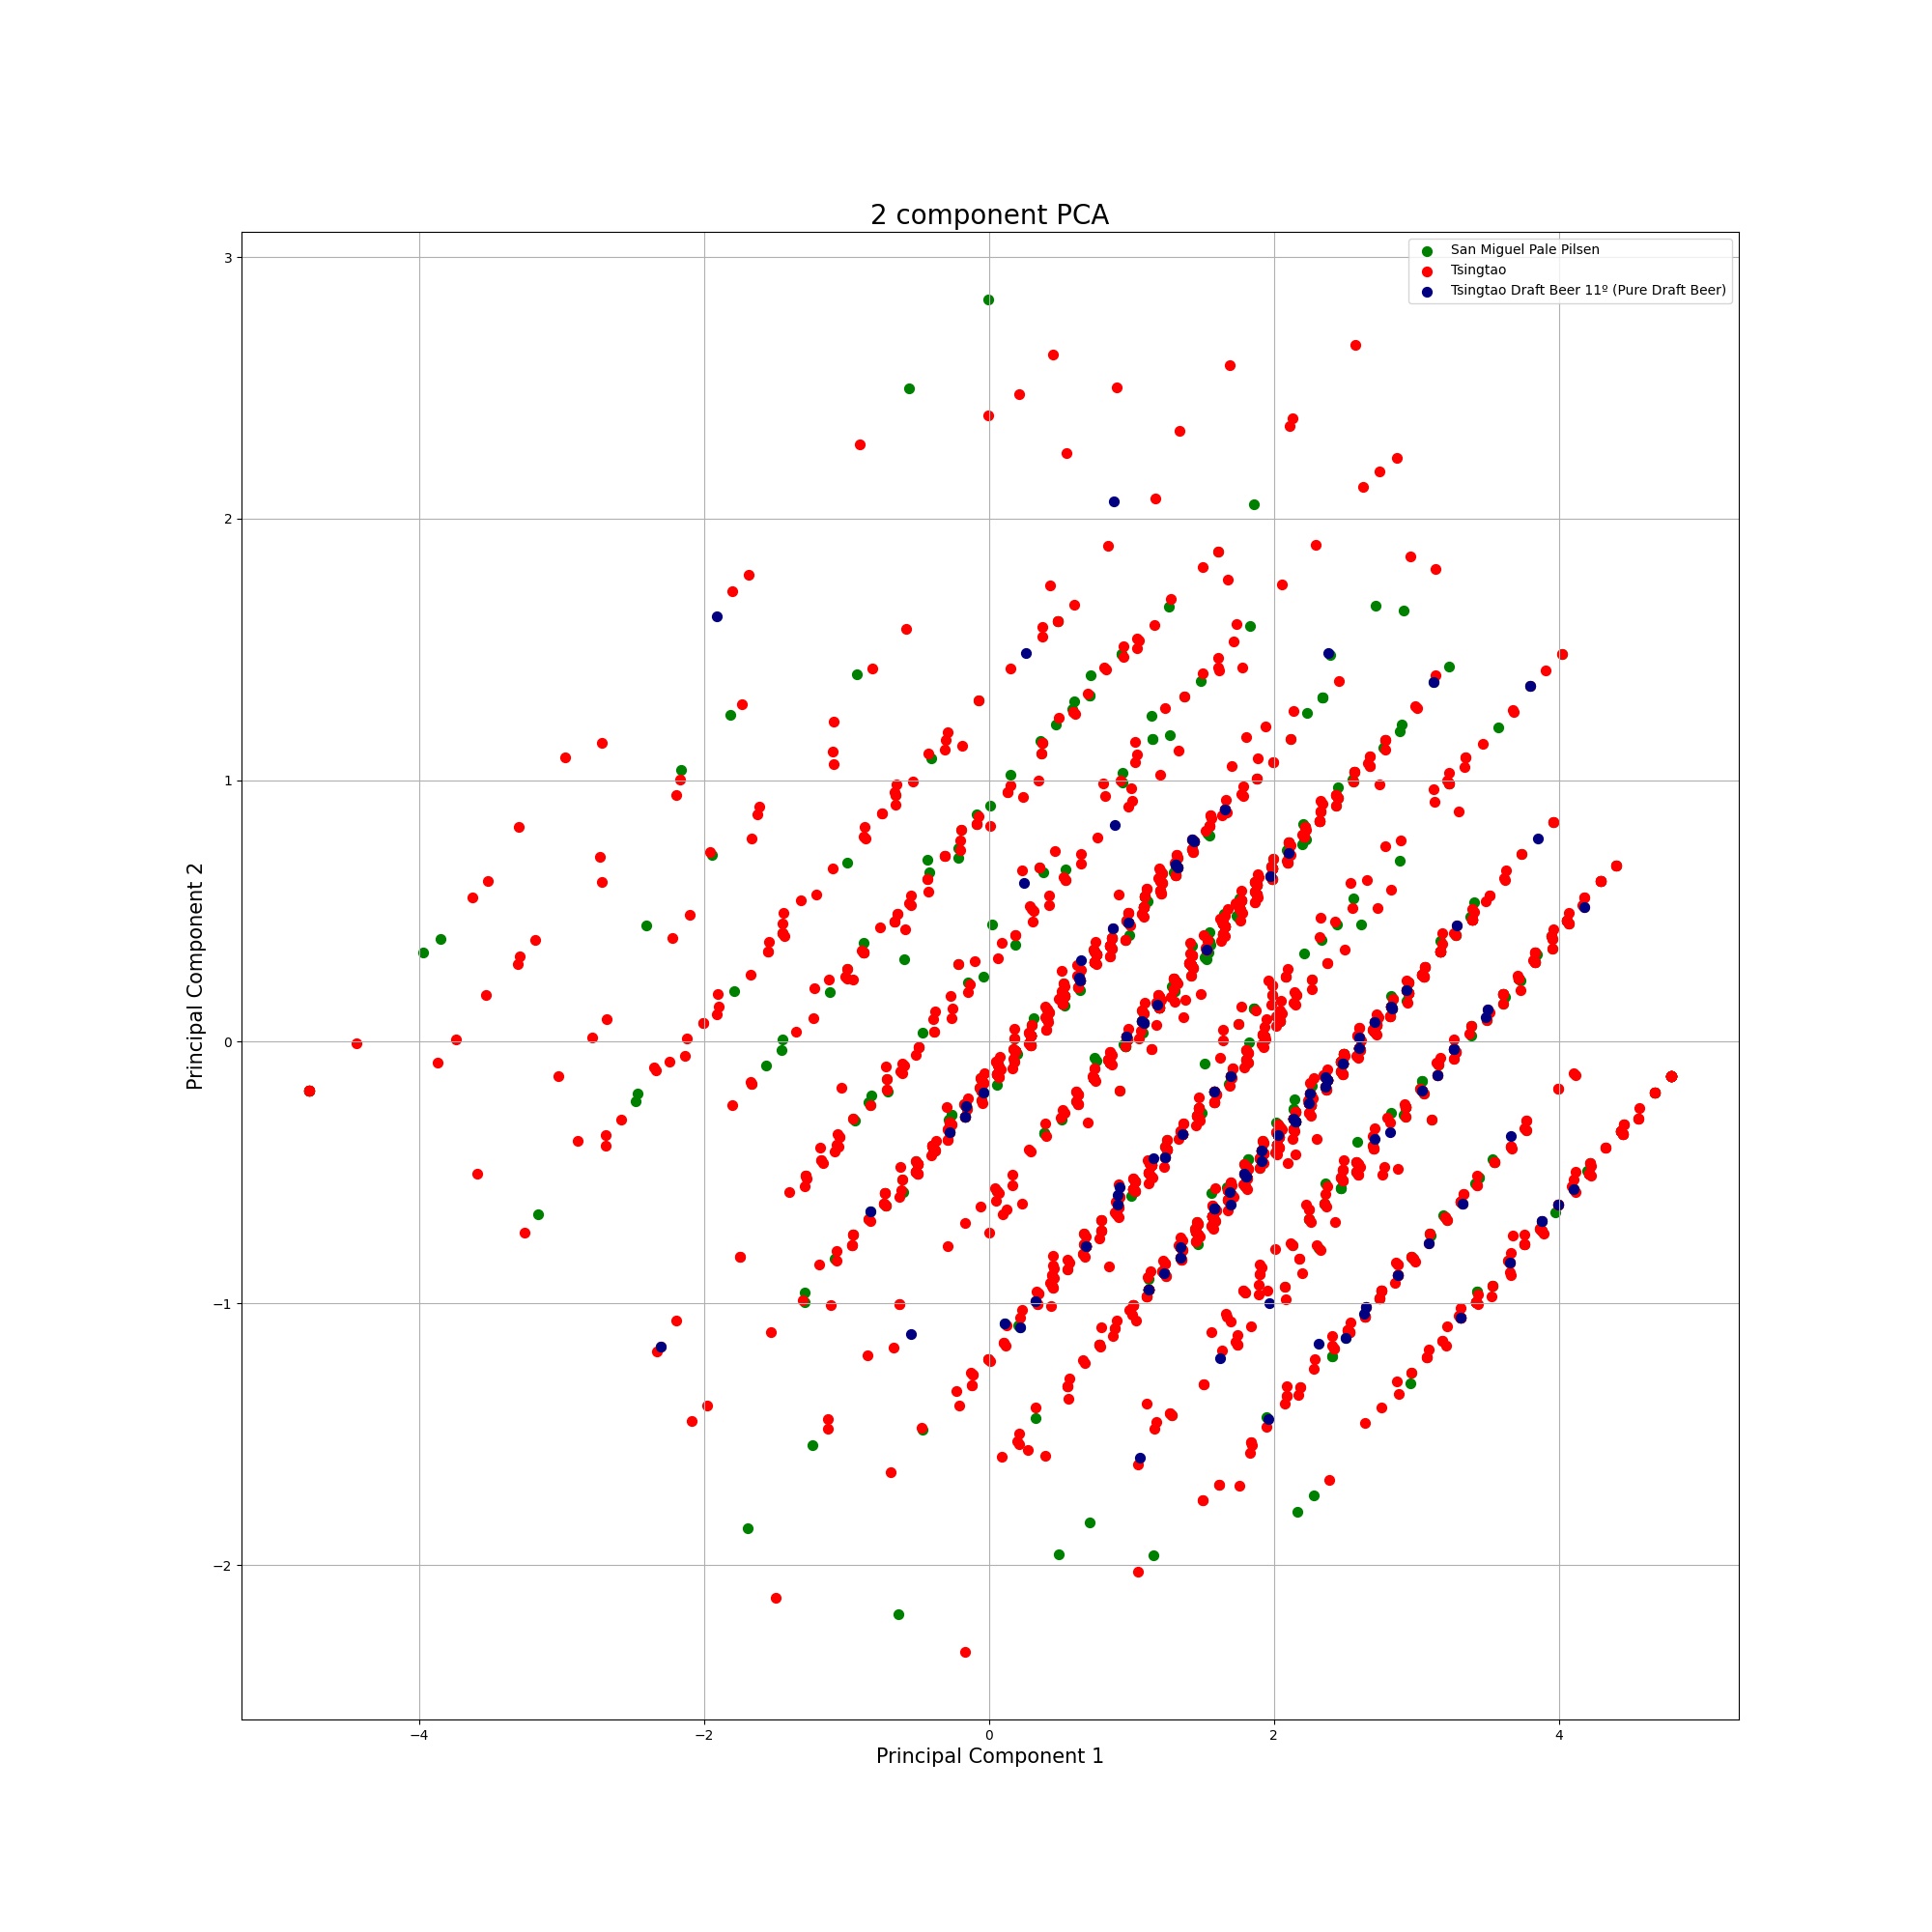 2 component PCA
San Miguel Pale Pilsen
Tsingtao
Tsingtao Draft Beer 11º (Pure Draft Beer)
3
2
1
0
−1
−2
Principal Component 2
−4
−2
0
2
4
Principal Component 1